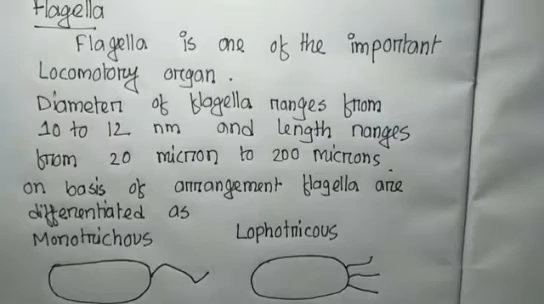 Flagella
Flagella is one of the important
Locomotory organ.
Diameter of flagella ranges from
10 to 12 nm and length ranges
from 20 micron to 200 microns.
on basis of arrangement flagella are
differentiated as
Monotrichous Lophotricous